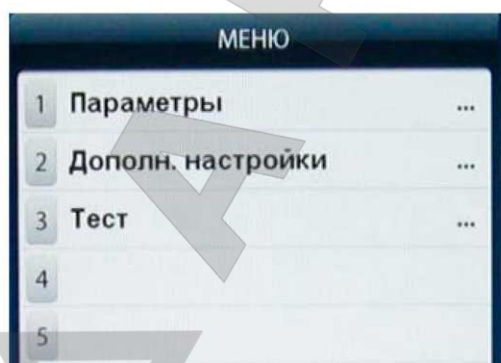 МЕНЮ
1 Параметры ...
2 Дополн. настройки ...
3 Тест ...
4
5